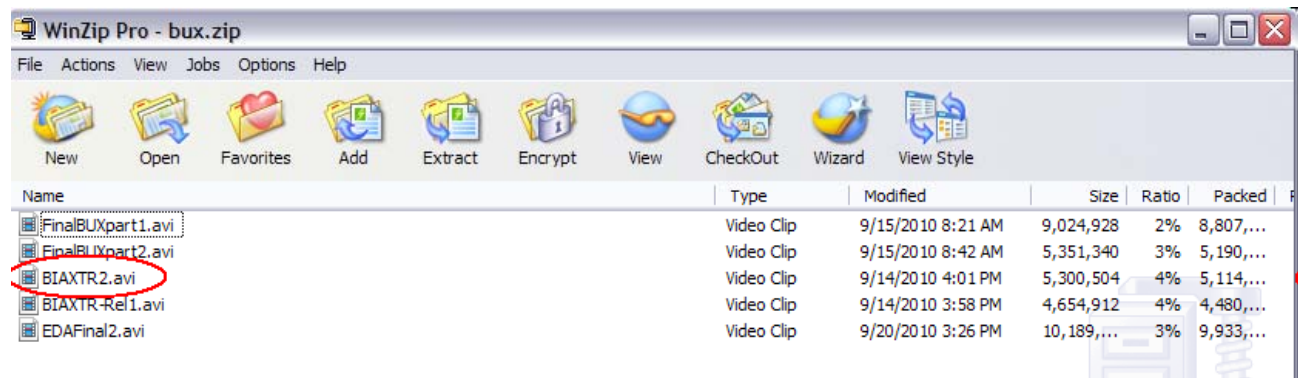 WinZip Pro - bux.zip
File Actions View Jobs Options Help
New Open Favorites Add Extract Encrypt View CheckOut Wizard View Style
Name Type Modified Size Ratio Packed
FinalBUXpart1.avi Video Clip 9/15/2010 8:21 AM 9,024,928 2% 8,807,...
FinalBUXpart2.avi Video Clip 9/15/2010 8:42 AM 5,351,340 3% 5,190,...
BIAXTR2.avi Video Clip 9/14/2010 4:01 PM 5,300,504 4% 5,114,...
BIAXTR-Rel1.avi Video Clip 9/14/2010 3:58 PM 4,654,912 4% 4,480,...
EDAFinal2.avi Video Clip 9/20/2010 3:26 PM 10,189,... 3% 9,933,...